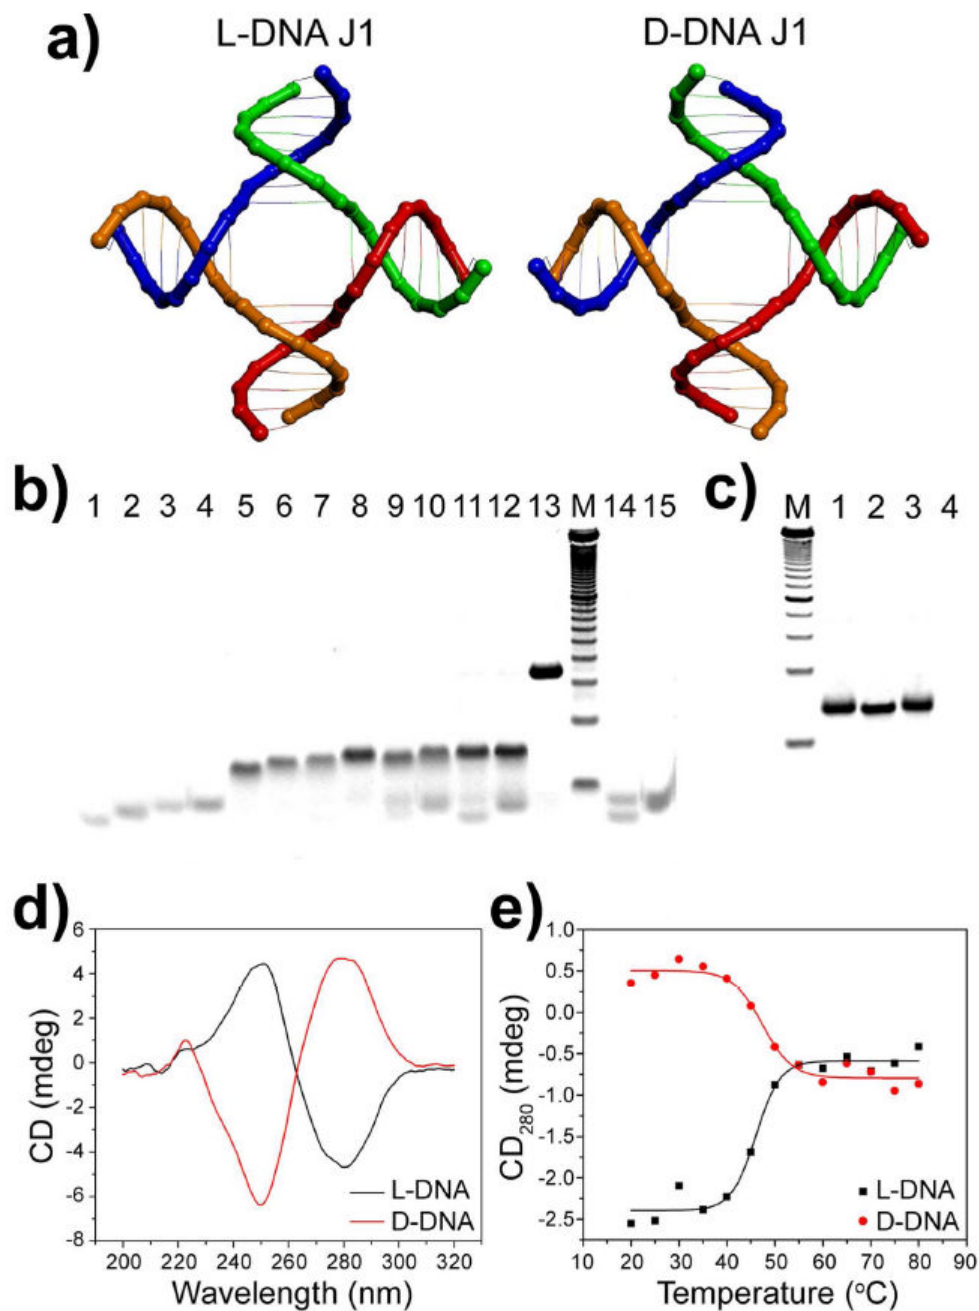 a)
L-DNA J1
D-DNA J1
b)
1 2 3 4 5 6 7 8 9 10 11 12 13 M 14 15
c)
M 1 2 3 4
d)
6
4
2
0
-2
-4
-6
-8
CD (mdeg)
L-DNA
D-DNA
200 220 240 260 280 300 320
Wavelength (nm)
e)
1.0
0.5
0.0
-0.5
-1.0
-1.5
-2.0
-2.5
CD280 (mdeg)
L-DNA
D-DNA
10 20 30 40 50 60 70 80 90
Temperature (°C)